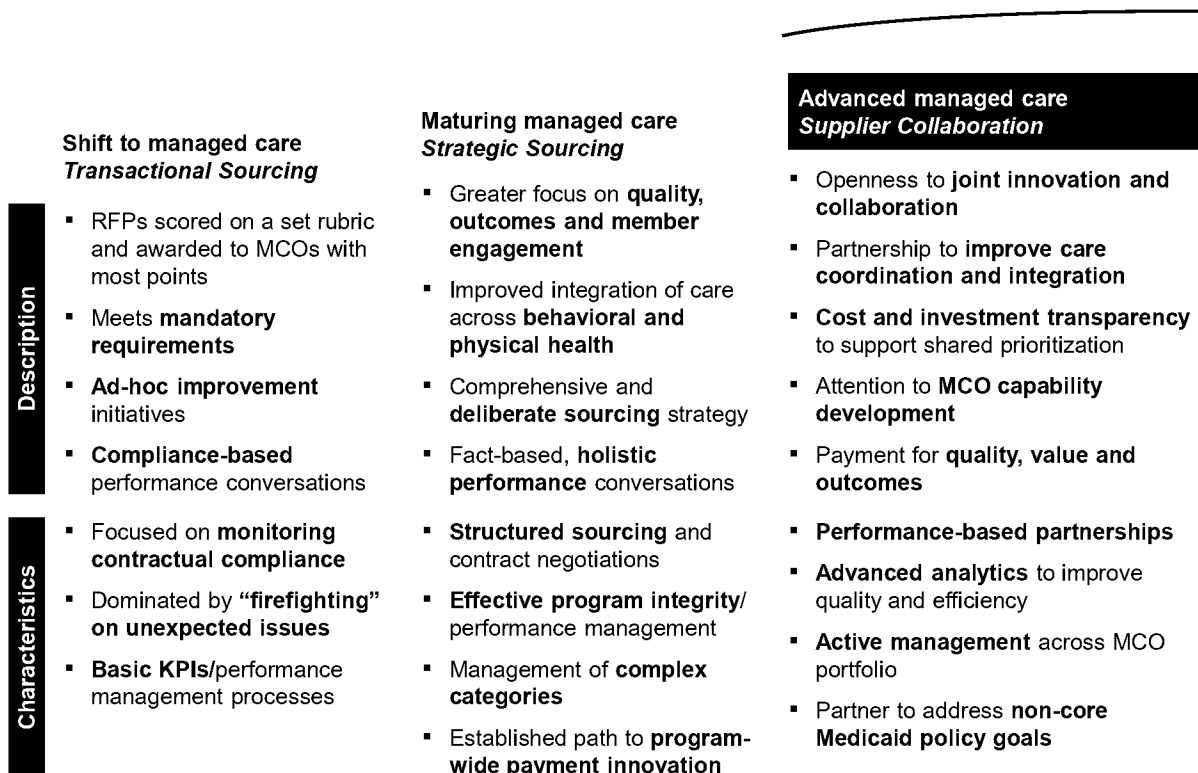 Shift to managed care
Transactional Sourcing
Maturing managed care
Strategic Sourcing
Advanced managed care
Supplier Collaboration
Description
▪ RFPs scored on a set rubric
and awarded to MCOs with
most points
▪ Meets mandatory
requirements
▪ Ad-hoc improvement
initiatives
▪ Compliance-based
performance conversations
▪ Greater focus on quality,
outcomes and member
engagement
▪ Improved integration of care
across behavioral and
physical health
▪ Comprehensive and
deliberate sourcing strategy
▪ Fact-based, holistic
performance conversations
▪ Openness to joint innovation and
collaboration
▪ Partnership to improve care
coordination and integration
▪ Cost and investment transparency
to support shared prioritization
▪ Attention to MCO capability
development
▪ Payment for quality, value and
outcomes
Characteristics
▪ Focused on monitoring
contractual compliance
▪ Dominated by “firefighting”
on unexpected issues
▪ Basic KPIs/performance
management processes
▪ Structured sourcing and
contract negotiations
▪ Effective program integrity/
performance management
▪ Management of complex
categories
▪ Established path to program-
wide payment innovation
▪ Performance-based partnerships
▪ Advanced analytics to improve
quality and efficiency
▪ Active management across MCO
portfolio
▪ Partner to address non-core
Medicaid policy goals